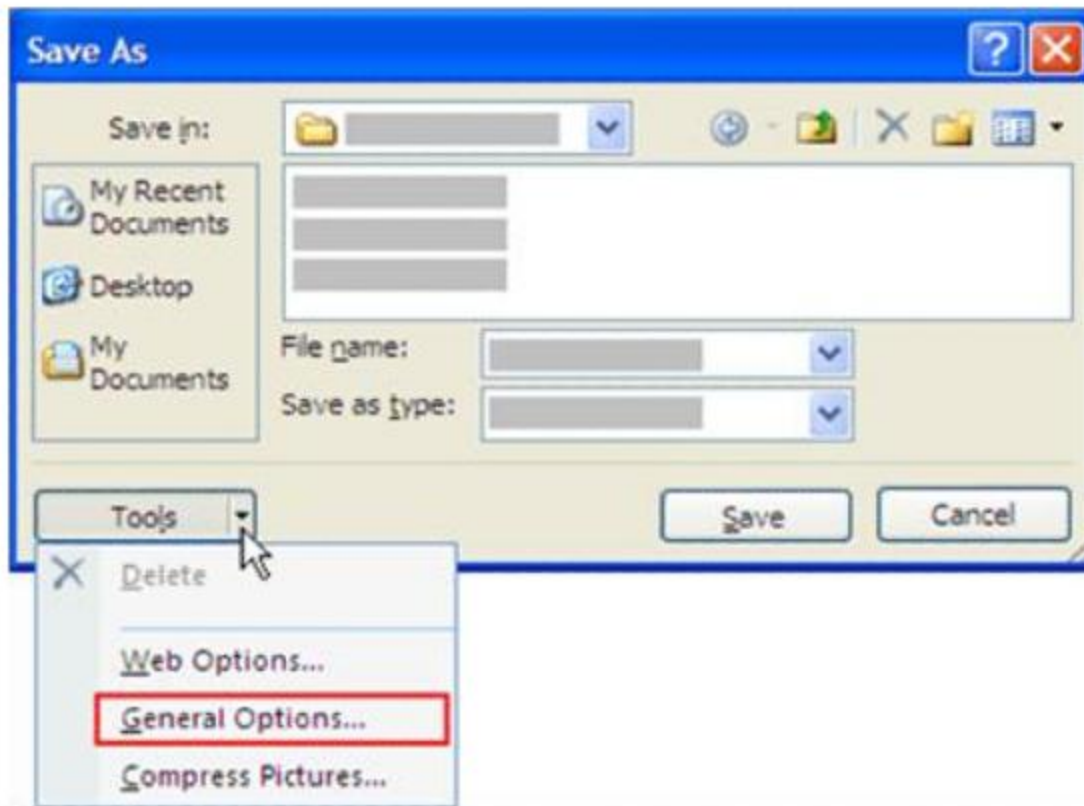 Save As
Save in:
My Recent
Documents
Desktop
My
Documents
File name:
Save as type:
Tools
Save
Cancel
Delete
Web Options...
General Options...
Compress Pictures...